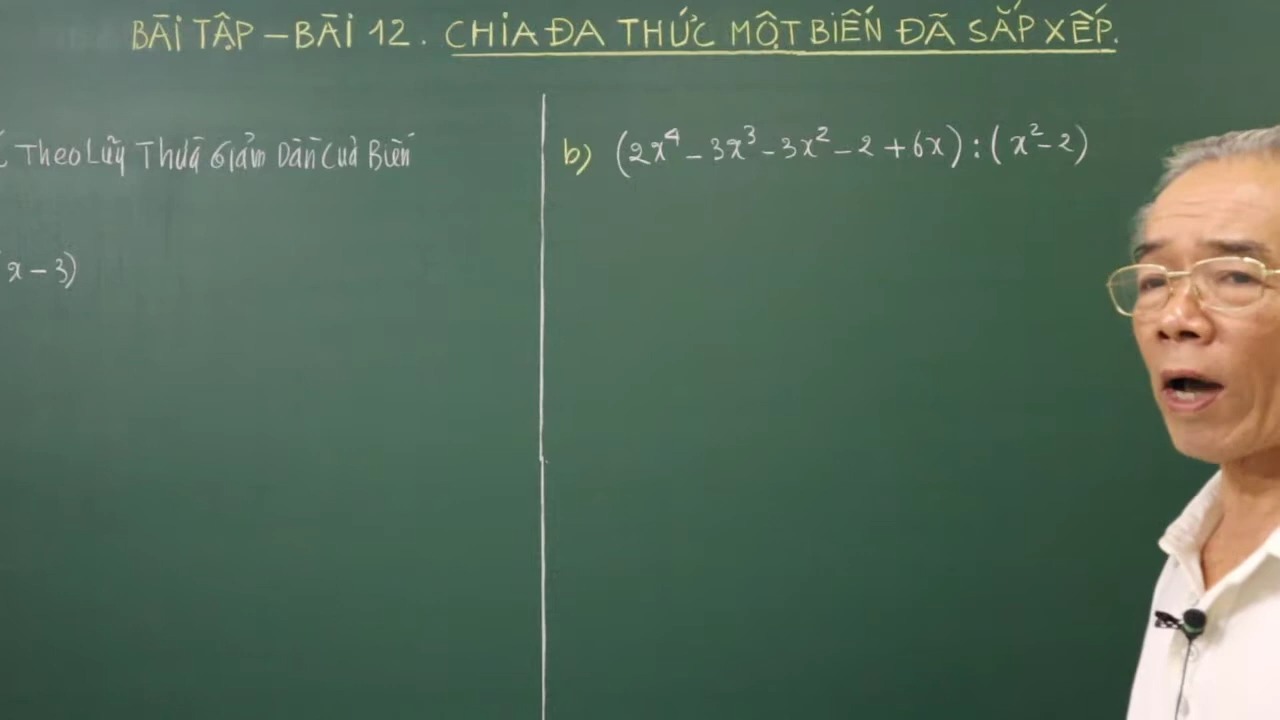 BÀI TẬP – BÀI 12. CHIA ĐA THỨC MỘT BIẾN ĐÃ SẮP XẾP.
Theo Luỹ Thừa Giảm Dần Của Biến
x – 3)
b) (2x⁴ – 3x³ – 3x² – 2 + 6x) : (x² – 2)